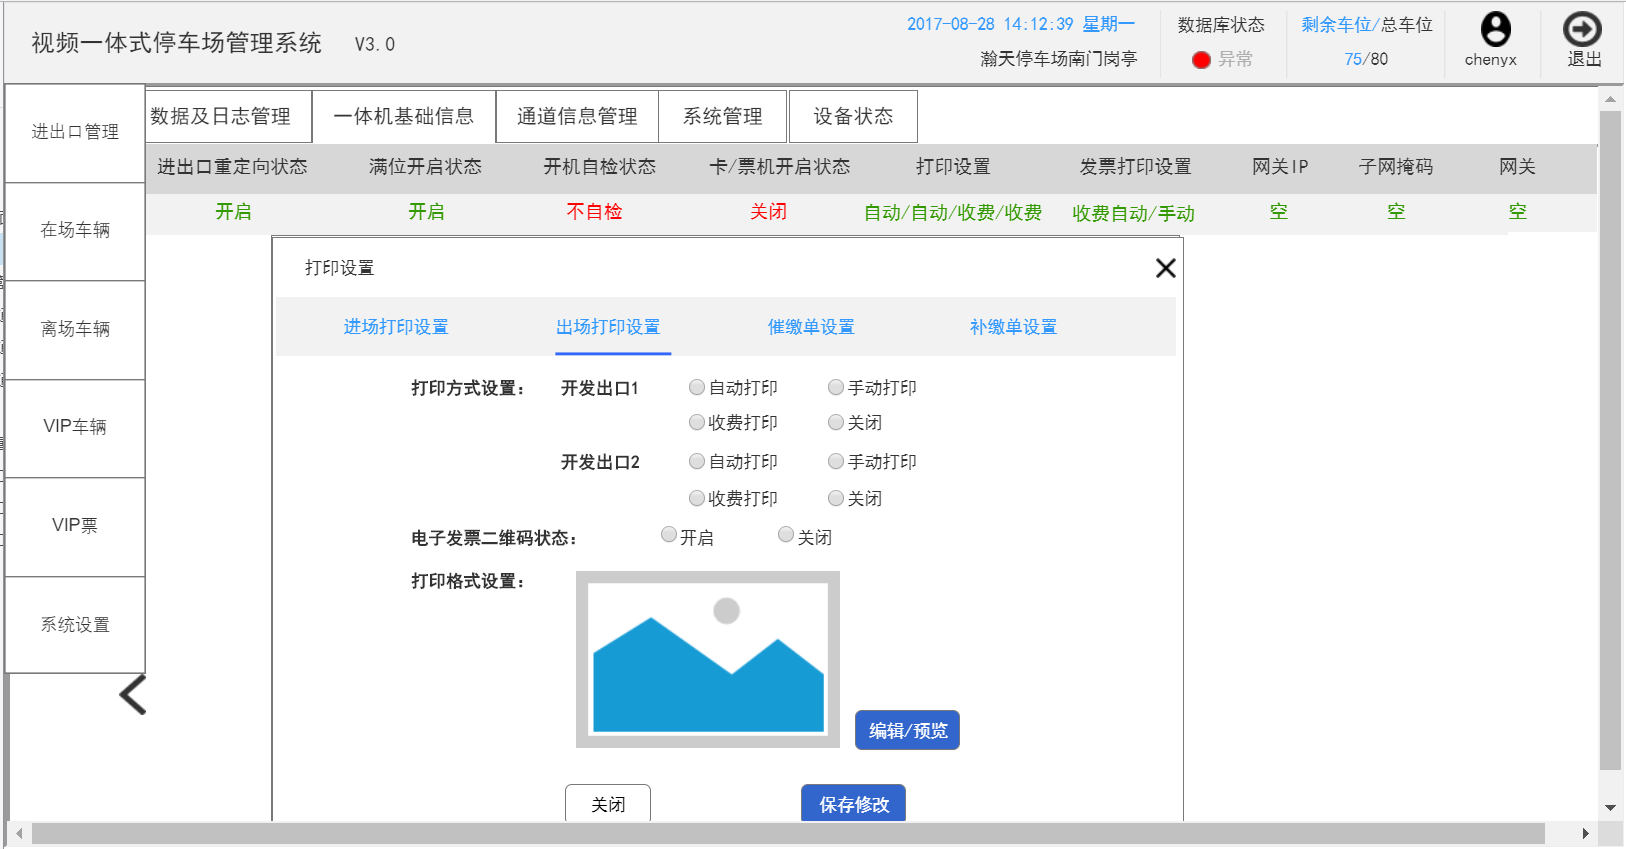 视频一体式停车场管理系统 V3.0
2017-08-28 14:12:39 星期一
瀚天停车场南门岗亭
数据库状态
异常
剩余车位/总车位
75/80
chenyx
退出
进出口管理
在场车辆
离场车辆
VIP车辆
VIP票
系统设置
数据及日志管理 一体机基础信息 通道信息管理 系统管理 设备状态
进出口重定向状态 满位开启状态 开机自检状态 卡/票机开启状态 打印设置 发票打印设置 网关IP 子网掩码 网关
开启 开启 不自检 关闭 自动/自动/收费/收费 收费自动/手动 空 空 空
打印设置
进场打印设置 出场打印设置 催缴单设置 补缴单设置
打印方式设置： 开发出口1 自动打印 手动打印
收费打印 关闭
开发出口2 自动打印 手动打印
收费打印 关闭
电子发票二维码状态： 开启 关闭
打印格式设置：
编辑/预览
关闭 保存修改